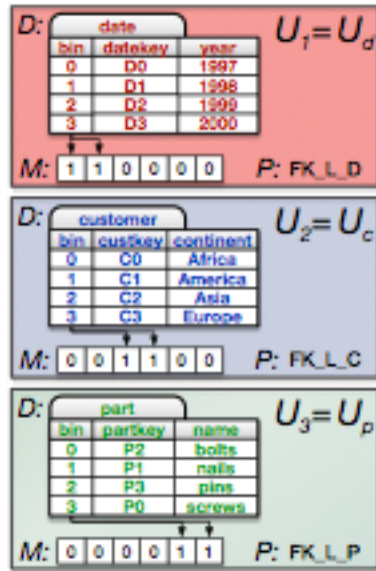 D: date U1=Ud
bin datekey year
0 D0 1997
1 D1 1998
2 D2 1999
3 D3 2000
M: 1 1 0 0 0 0 P: FK_L_D
D: customer U2=Uc
bin custkey continent
0 C0 Africa
1 C1 America
2 C2 Asia
3 C3 Europe
M: 0 0 1 1 0 0 P: FK_L_C
D: part U3=Up
bin partkey name
0 P2 bolts
1 P1 nails
2 P3 pins
3 P0 screws
M: 0 0 0 0 1 1 P: FK_L_P